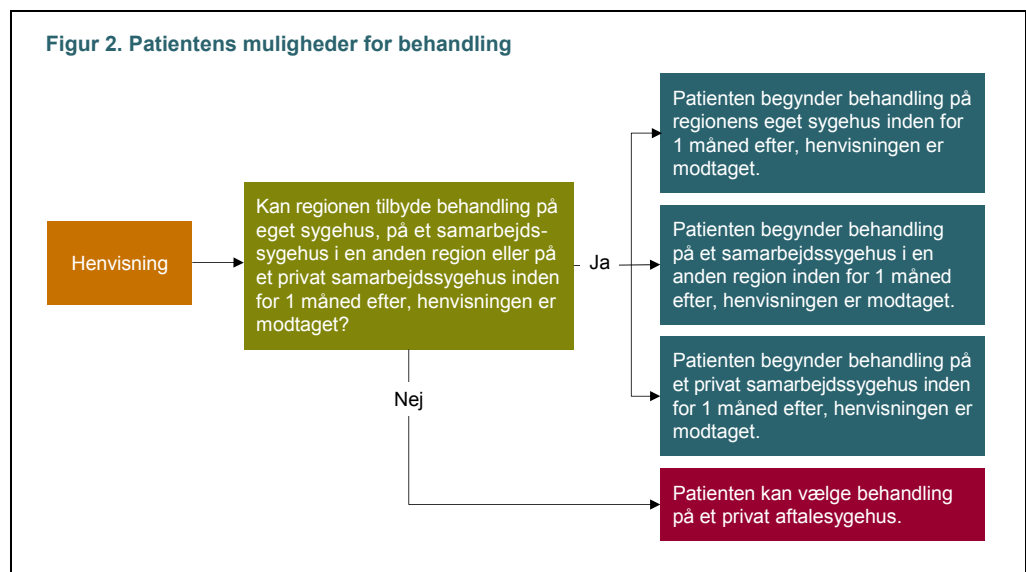 Figur 2. Patientens muligheder for behandling
Henvisning
Kan regionen tilbyde behandling på
eget sygehus, på et samarbejds-
sygehus i en anden region eller på
et privat samarbejdssygehus inden
for 1 måned efter, henvisningen er
modtaget?
Ja
Nej
Patienten begynder behandling på
regionens eget sygehus inden for
1 måned efter, henvisningen er
modtaget.
Patienten begynder behandling
på et samarbejdssygehus i en
anden region inden for 1 måned
efter, henvisningen er modtaget.
Patienten begynder behandling på
et privat samarbejdssygehus inden
for 1 måned efter, henvisningen er
modtaget.
Patienten kan vælge behandling
på et privat aftalesygehus.